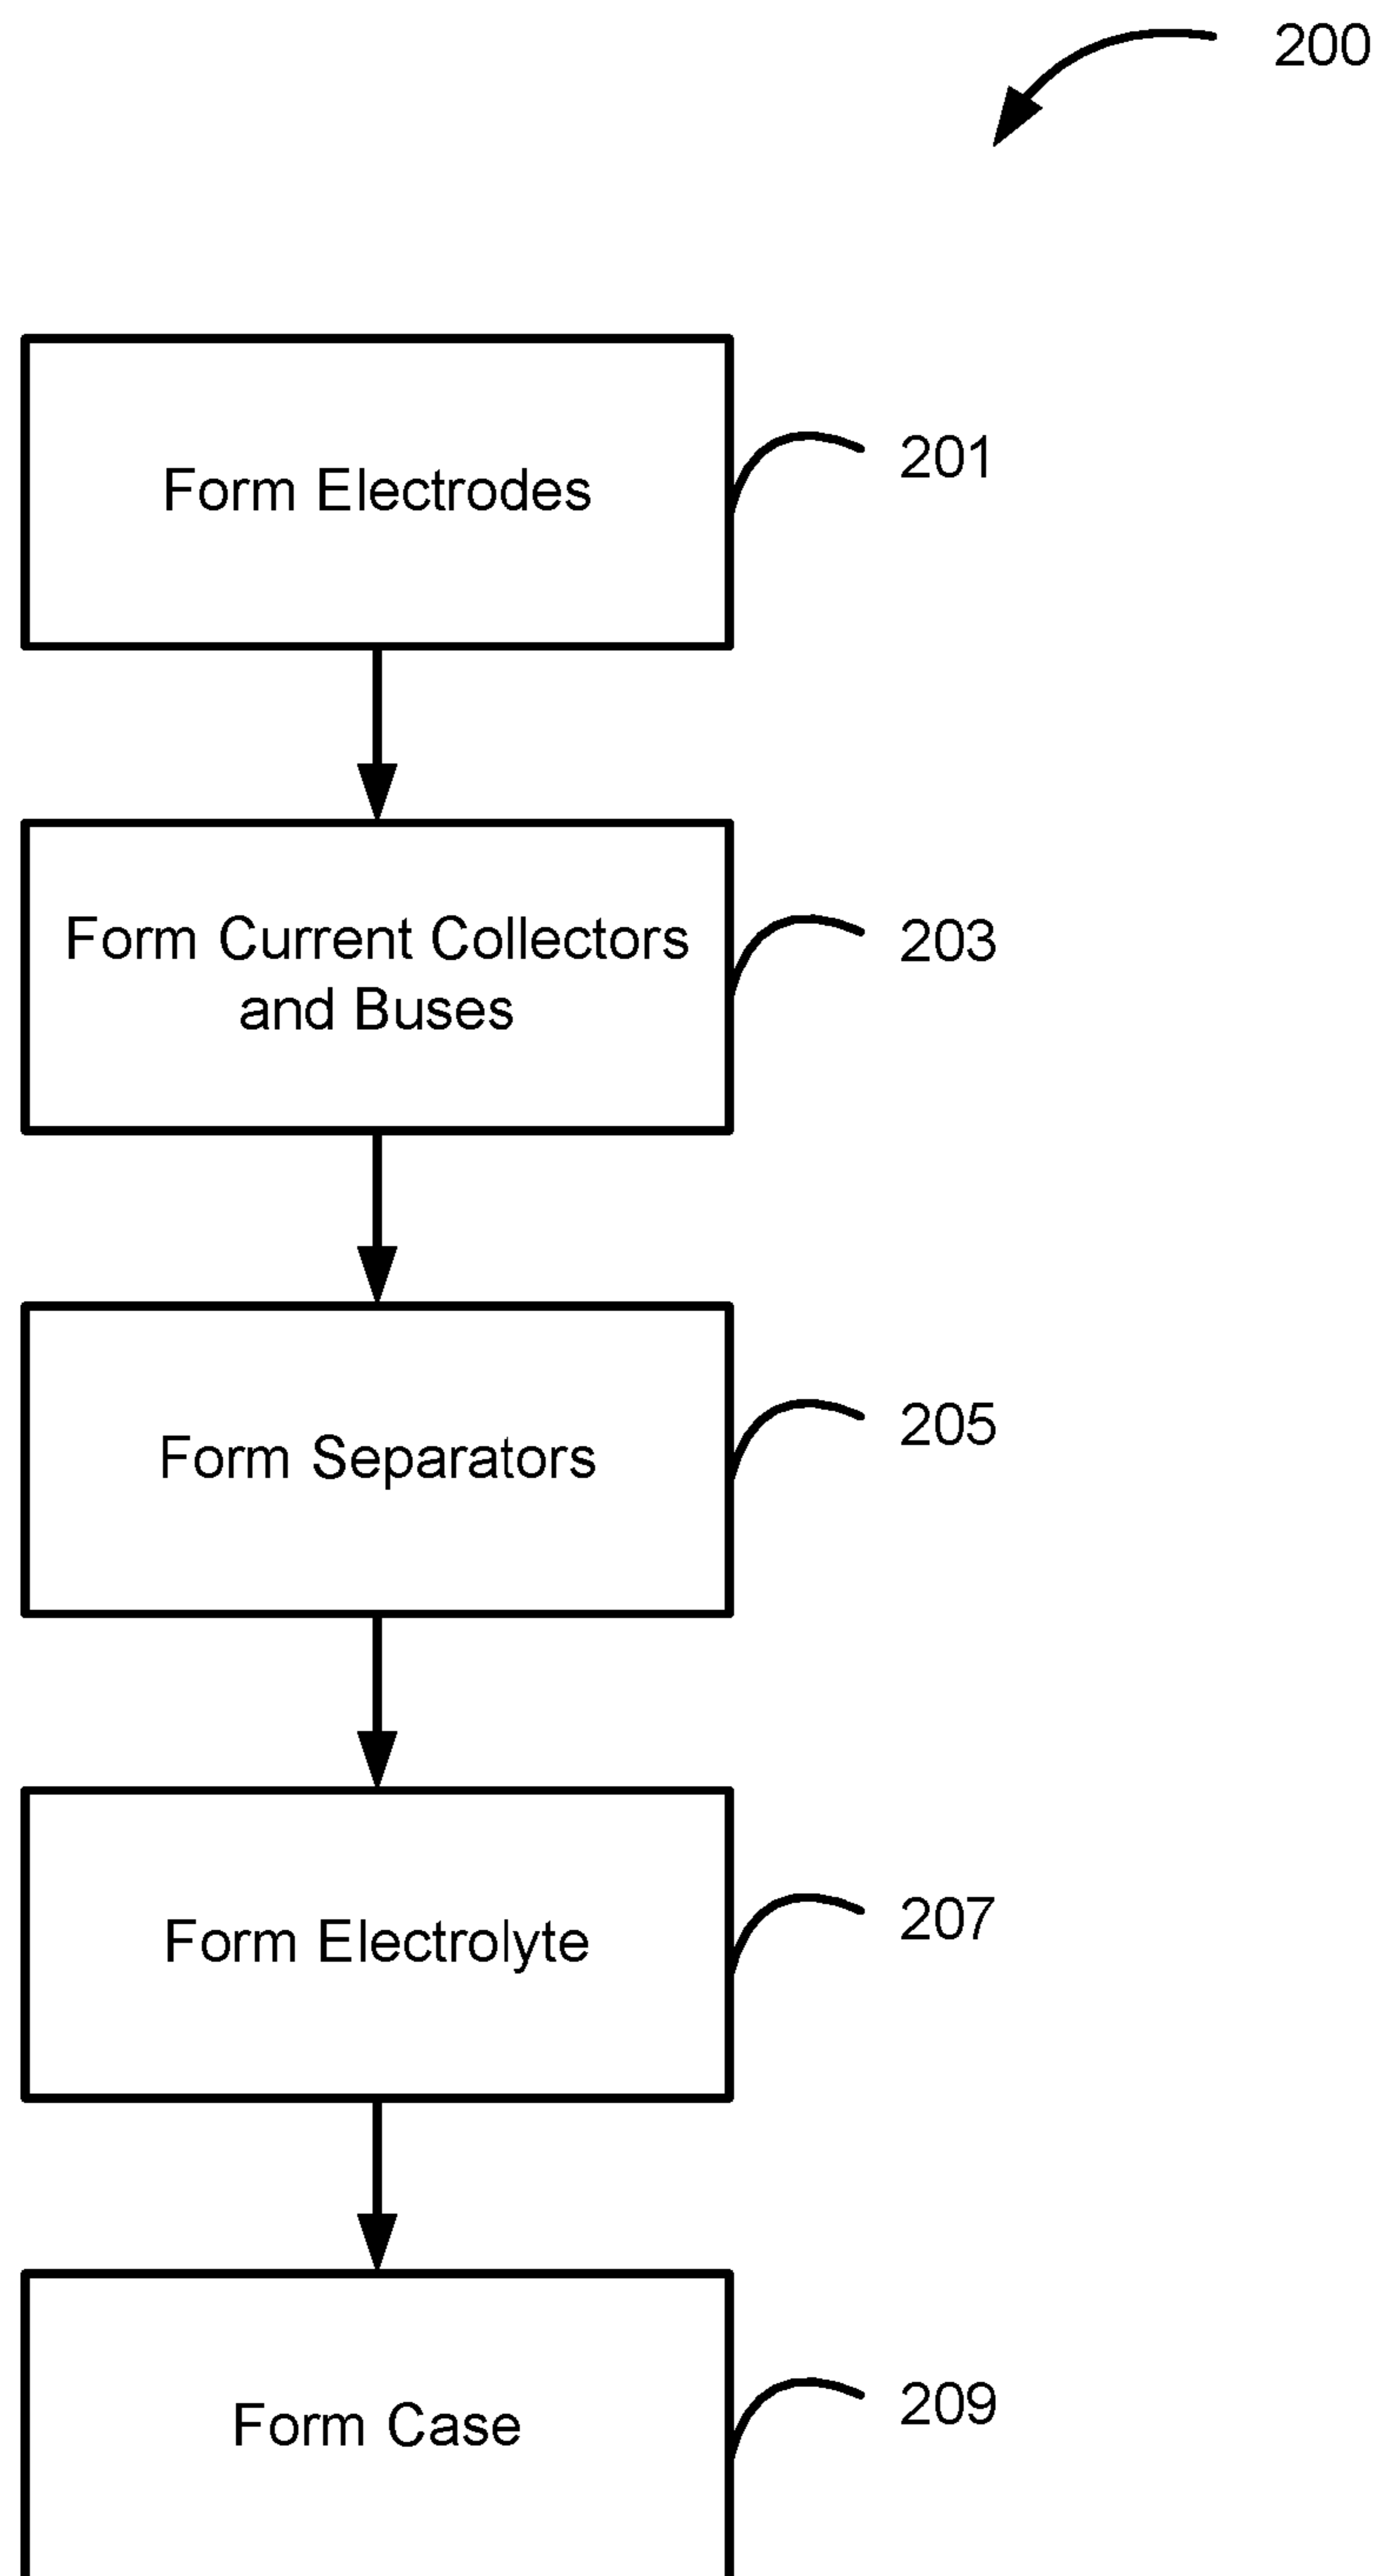 200
Form Electrodes
201
Form Current Collectors
and Buses
203
Form Separators
205
Form Electrolyte
207
Form Case
209